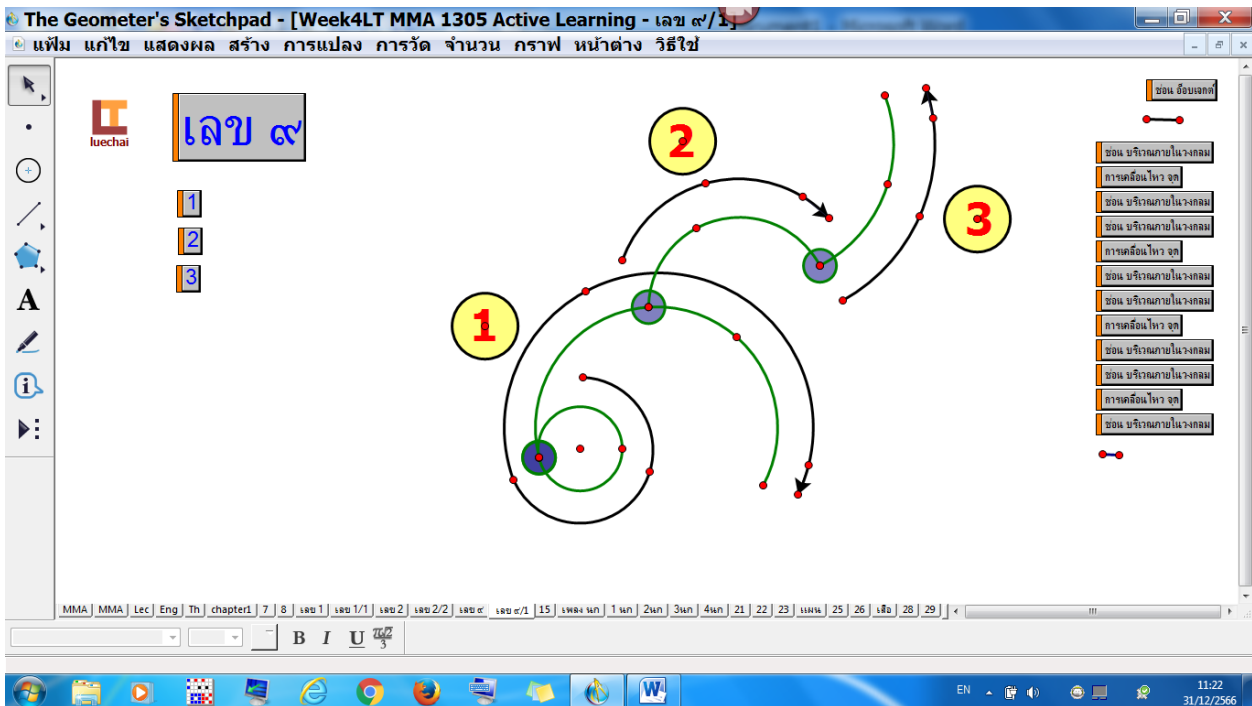 The Geometer's Sketchpad - [Week4LT MMA 1305 Active Learning - เลข ๙/1]
แฟ้ม แก้ไข แสดงผล สร้าง การแปลง การวัด จำนวน กราฟ หน้าต่าง วิธีใช้
luechai
เลข ๙
1
2
3
1
2
3
ซ่อน อ็อบเจกต์
ซ่อน บริเวณภายในวงกลม
การเคลื่อนไหว จุด
ซ่อน บริเวณภายในวงกลม
ซ่อน บริเวณภายในวงกลม
การเคลื่อนไหว จุด
ซ่อน บริเวณภายในวงกลม
ซ่อน บริเวณภายในวงกลม
การเคลื่อนไหว จุด
ซ่อน บริเวณภายในวงกลม
ซ่อน บริเวณภายในวงกลม
การเคลื่อนไหว จุด
ซ่อน บริเวณภายในวงกลม
A
MMA MMA Lec Eng Th chapter1 7 8 เลข 1 เลข 1/1 เลข 2 เลข 2/2 เลข ๙ เลข ๙/1 15 เพลง นก 1 นก 2นก 3นก 4นก 21 22 23 แผน 25 26 เสือ 28 29
B I U
EN
11:22
31/12/2566